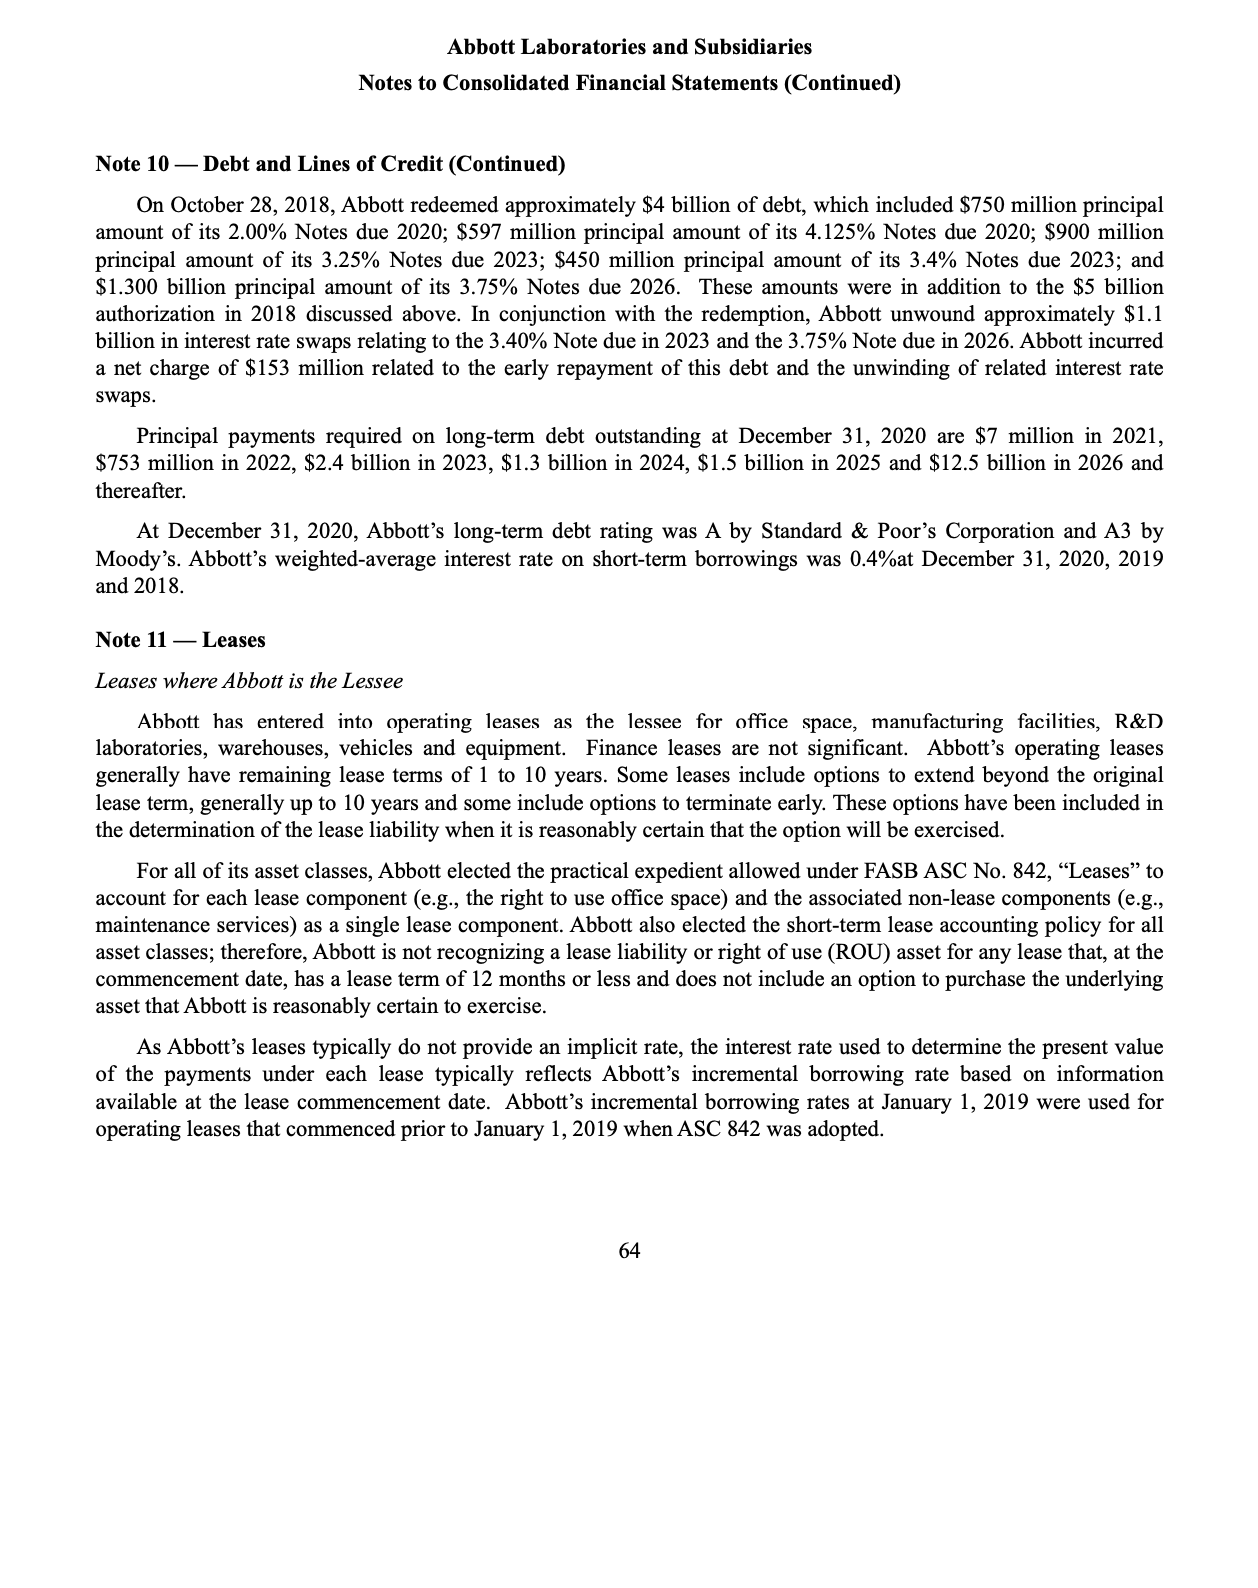 Abbott Laboratories and Subsidiaries
Notes to Consolidated Financial Statements (Continued)
Note 10 — Debt and Lines of Credit (Continued)
On October 28, 2018, Abbott redeemed approximately $4 billion of debt, which included $750 million principal
amount of its 2.00% Notes due 2020; $597 million principal amount of its 4.125% Notes due 2020; $900 million
principal amount of its 3.25% Notes due 2023; $450 million principal amount of its 3.4% Notes due 2023; and
$1.300 billion principal amount of its 3.75% Notes due 2026.  These amounts were in addition to the $5 billion
authorization in 2018 discussed above. In conjunction with the redemption, Abbott unwound approximately $1.1
billion in interest rate swaps relating to the 3.40% Note due in 2023 and the 3.75% Note due in 2026. Abbott incurred
a net charge of $153 million related to the early repayment of this debt and the unwinding of related interest rate
swaps.
Principal payments required on long-term debt outstanding at December 31, 2020 are $7 million in 2021,
$753 million in 2022, $2.4 billion in 2023, $1.3 billion in 2024, $1.5 billion in 2025 and $12.5 billion in 2026 and
thereafter.
At December 31, 2020, Abbott’s long-term debt rating was A by Standard & Poor’s Corporation and A3 by
Moody’s. Abbott’s weighted-average interest rate on short-term borrowings was 0.4%at December 31, 2020, 2019
and 2018.
Note 11 — Leases
Leases where Abbott is the Lessee
Abbott has entered into operating leases as the lessee for office space, manufacturing facilities, R&D
laboratories, warehouses, vehicles and equipment.  Finance leases are not significant.  Abbott’s operating leases
generally have remaining lease terms of 1 to 10 years. Some leases include options to extend beyond the original
lease term, generally up to 10 years and some include options to terminate early. These options have been included in
the determination of the lease liability when it is reasonably certain that the option will be exercised.
For all of its asset classes, Abbott elected the practical expedient allowed under FASB ASC No. 842, “Leases” to
account for each lease component (e.g., the right to use office space) and the associated non-lease components (e.g.,
maintenance services) as a single lease component. Abbott also elected the short-term lease accounting policy for all
asset classes; therefore, Abbott is not recognizing a lease liability or right of use (ROU) asset for any lease that, at the
commencement date, has a lease term of 12 months or less and does not include an option to purchase the underlying
asset that Abbott is reasonably certain to exercise.
As Abbott’s leases typically do not provide an implicit rate, the interest rate used to determine the present value
of the payments under each lease typically reflects Abbott’s incremental borrowing rate based on information
available at the lease commencement date.  Abbott’s incremental borrowing rates at January 1, 2019 were used for
operating leases that commenced prior to January 1, 2019 when ASC 842 was adopted.
64